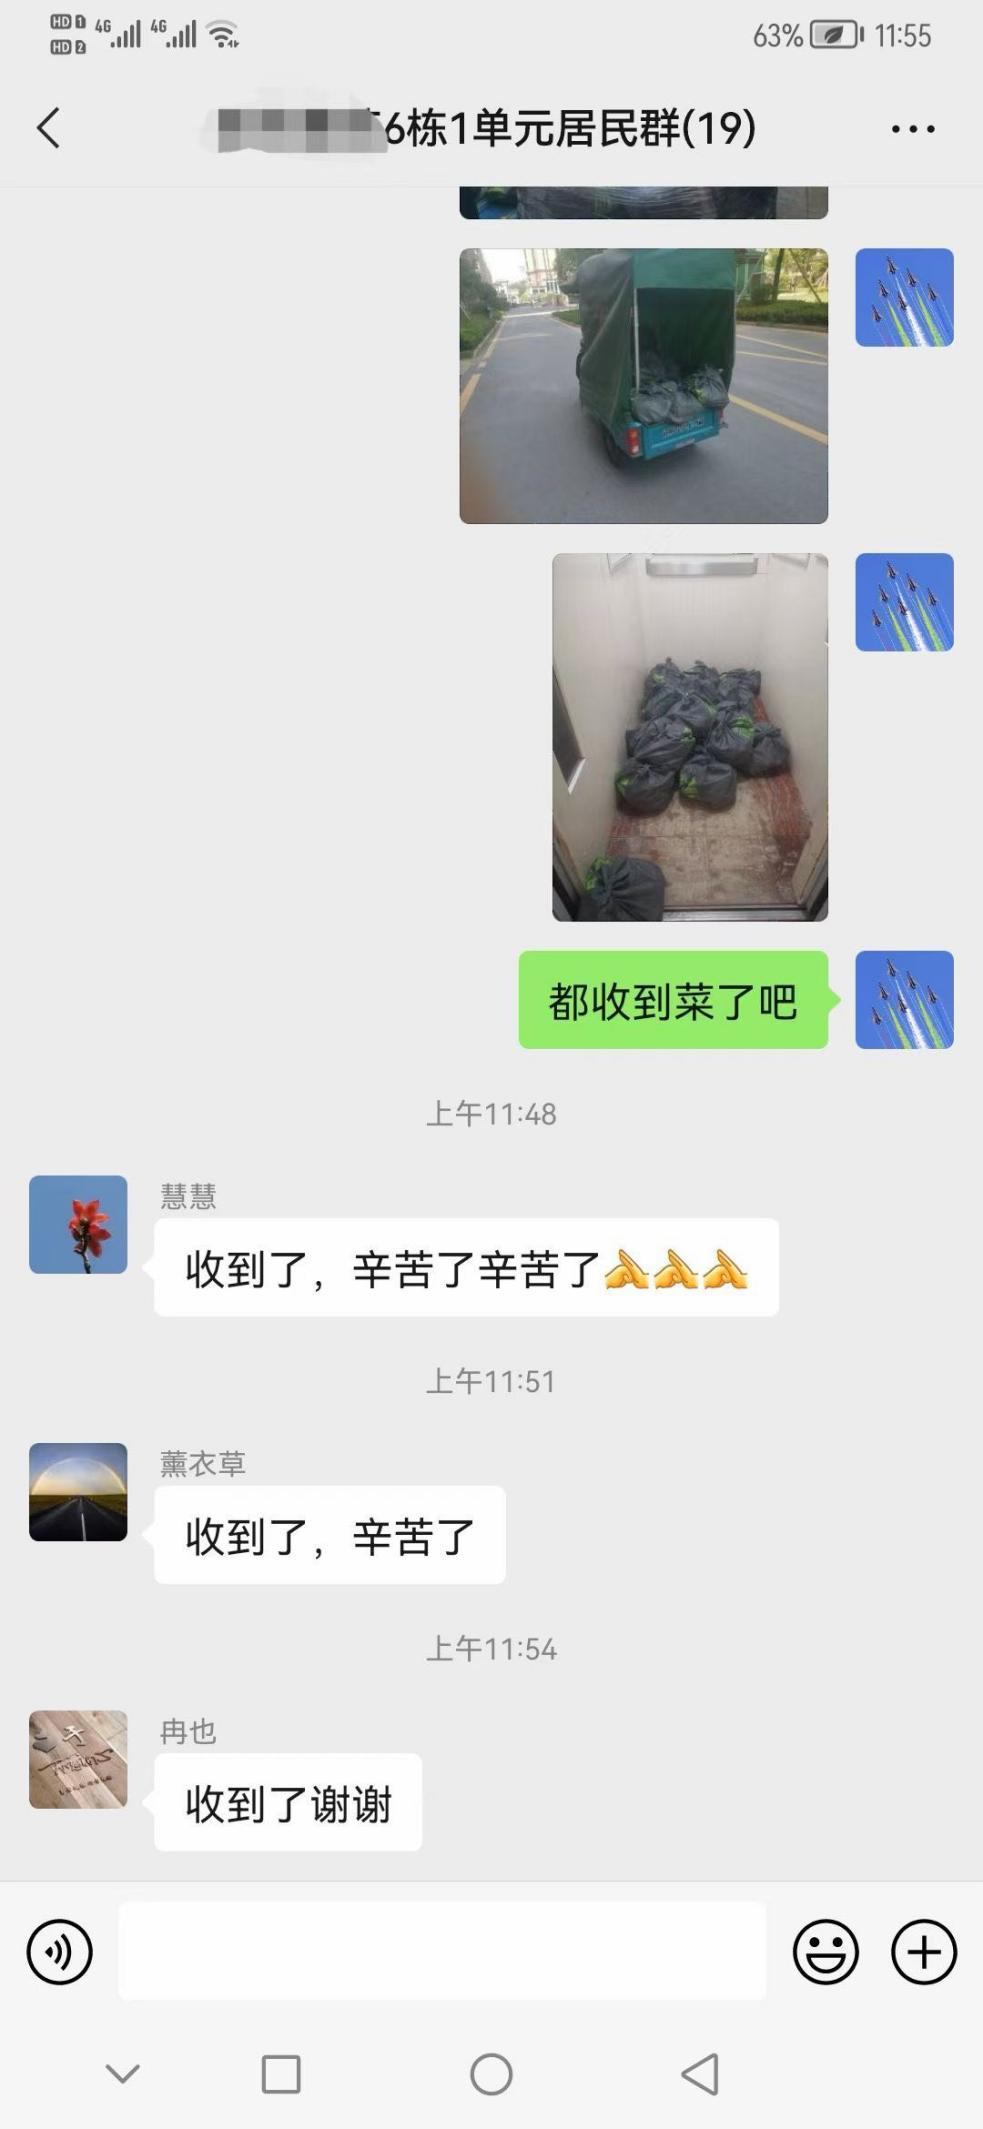 HD 1 4G 4G
HD 2
63% 11:55
6栋1单元居民群(19)
都收到菜了吧
上午11:48
慧慧
收到了，辛苦了辛苦了
上午11:51
薰衣草
收到了，辛苦了
上午11:54
冉也
收到了谢谢